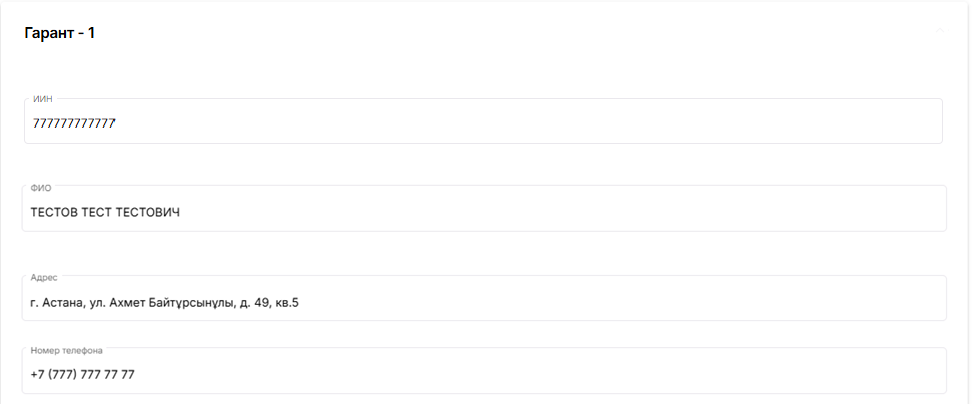 Гарант - 1
ИИН
777777777777
ФИО
ТЕСТОВ ТЕСТ ТЕСТОВИЧ
Адрес
г. Астана, ул. Ахмет Байтұрсынұлы, д. 49, кв.5
Номер телефона
+7 (777) 777 77 77